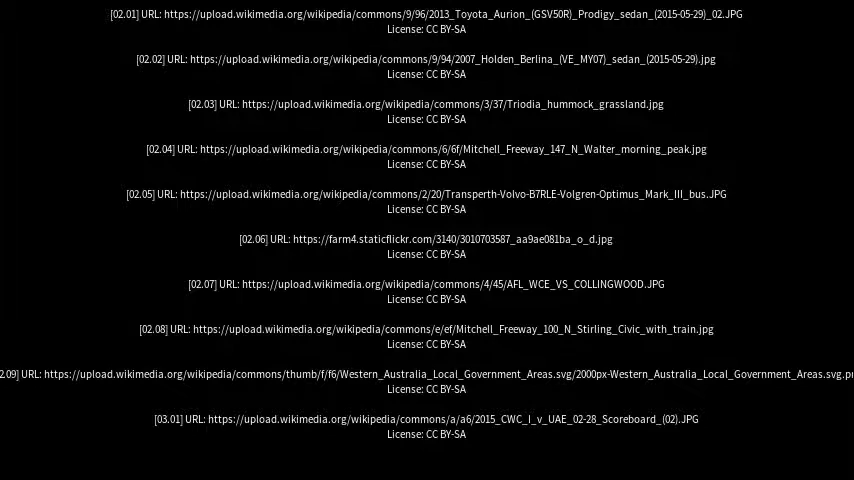 [02.01] URL: https://upload.wikimedia.org/wikipedia/commons/9/96/2013_Toyota_Aurion_(GSV50R)_Prodigy_sedan_(2015-05-29)_02.JPG
License: CC BY-SA
[02.02] URL: https://upload.wikimedia.org/wikipedia/commons/9/94/2007_Holden_Berlina_(VE_MY07)_sedan_(2015-05-29).jpg
License: CC BY-SA
[02.03] URL: https://upload.wikimedia.org/wikipedia/commons/3/37/Triodia_hummock_grassland.jpg
License: CC BY-SA
[02.04] URL: https://upload.wikimedia.org/wikipedia/commons/6/6f/Mitchell_Freeway_147_N_Walter_morning_peak.jpg
License: CC BY-SA
[02.05] URL: https://upload.wikimedia.org/wikipedia/commons/2/20/Transperth-Volvo-B7RLE-Volgren-Optimus_Mark_III_bus.JPG
License: CC BY-SA
[02.06] URL: https://farm4.staticflickr.com/3140/3010703587_aa9ae081ba_o_d.jpg
License: CC BY-SA
[02.07] URL: https://upload.wikimedia.org/wikipedia/commons/4/45/AFL_WCE_VS_COLLINGWOOD.JPG
License: CC BY-SA
[02.08] URL: https://upload.wikimedia.org/wikipedia/commons/e/ef/Mitchell_Freeway_100_N_Stirling_Civic_with_train.jpg
License: CC BY-SA
2.09] URL: https://upload.wikimedia.org/wikipedia/commons/thumb/f/f6/Western_Australia_Local_Government_Areas.svg/2000px-Western_Australia_Local_Government_Areas.svg.p
License: CC BY-SA
[03.01] URL: https://upload.wikimedia.org/wikipedia/commons/a/a6/2015_CWC_I_v_UAE_02-28_Scoreboard_(02).JPG
License: CC BY-SA